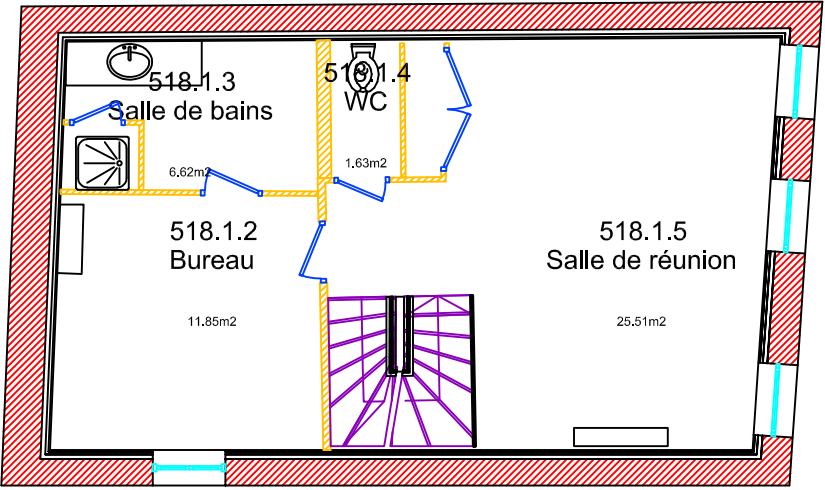 518.1.3
Salle de bains
6.62m2
518.1.4
WC
1.63m2
518.1.2
Bureau
11.85m2
518.1.5
Salle de réunion
25.51m2